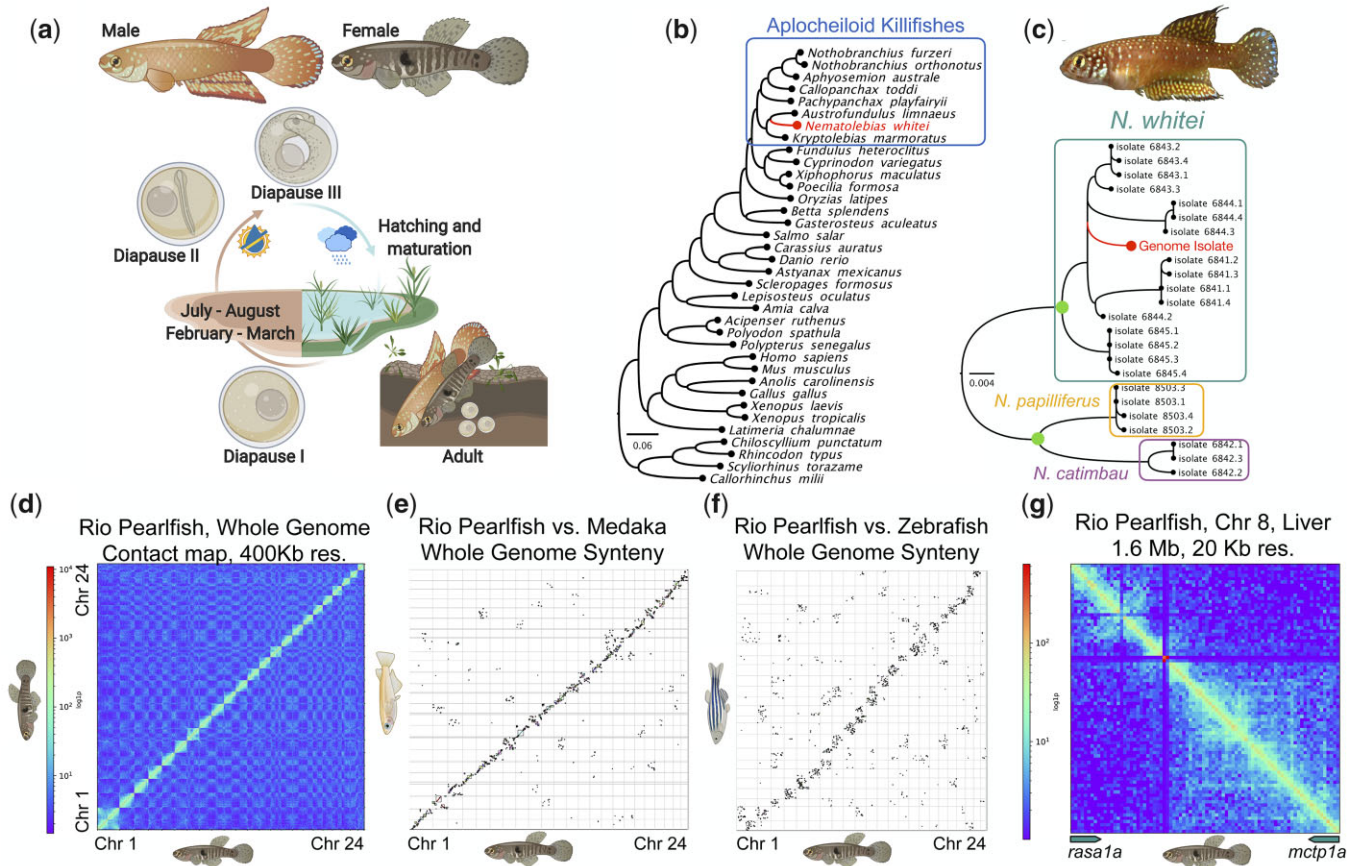 (a)
Male
Female
Diapause III
Diapause II
Hatching and
maturation
July - August
February - March
Diapause I
Adult
(b)
Aplocheiloid Killifishes
Nothobranchius furzeri
Nothobranchius orthonotus
Aphyosemion australe
Callopanchax toddi
Pachypanchax playfairyii
Austrofundulus limnaeus
Nematolebias whitei
Kryptolebias marmoratus
Fundulus heteroclitus
Cyprinodon variegatus
Xiphophorus maculatus
Poecilia formosa
Oryzias latipes
Betta splendens
Gasterosteus aculeatus
Salmo salar
Carassius auratus
Danio rerio
Astyanax mexicanus
Scleropages formosus
Lepisosteus oculatus
Amia calva
Acipenser ruthenus
Polyodon spathula
Polypterus senegalus
Homo sapiens
Mus musculus
Anolis carolinensis
Gallus gallus
Xenopus laevis
Xenopus tropicalis
Latimeria chalumnae
Chiloscyllium punctatum
Rhincodon typus
Scyliorhinus torazame
Callorhinchus milii
0.06
(c)
N. whitei
isolate 6843.2
isolate 6843.4
isolate 6843.1
isolate 6843.3
isolate 6844.1
isolate 6844.4
isolate 6844.3
Genome Isolate
isolate 6841.2
isolate 6841.3
isolate 6841.1
isolate 6841.4
isolate 6844.2
isolate 6845.1
isolate 6845.2
isolate 6845.3
isolate 6845.4
0.004
N. papilliferus
isolate 8503.3
isolate 8503.1
isolate 8503.4
isolate 8503.2
N. catimbau
isolate 6842.1
isolate 6842.3
isolate 6842.2
(d)
Rio Pearlfish, Whole Genome
Contact map, 400Kb res.
10⁴
10³
10²
10¹
log1p
Chr 24
Chr 1
Chr 1
Chr 24
(e)
Rio Pearlfish vs. Medaka
Whole Genome Synteny
Chr 1
Chr 24
(f)
Rio Pearlfish vs. Zebrafish
Whole Genome Synteny
Chr 1
Chr 24
(g)
Rio Pearlfish, Chr 8, Liver
1.6 Mb, 20 Kb res.
10²
10¹
log1p
rasa1a
mctp1a